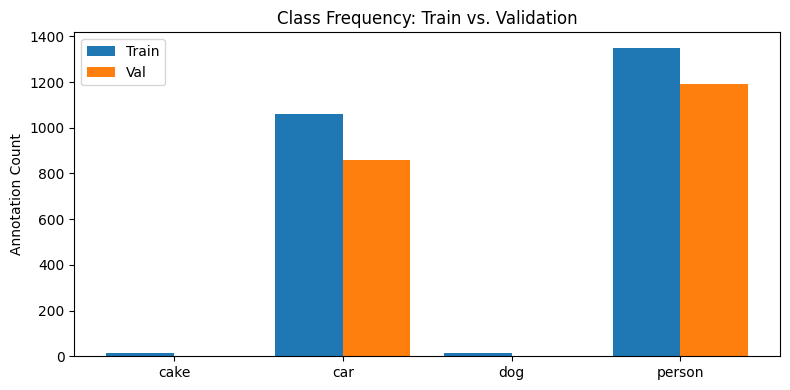 Class Frequency: Train vs. Validation
Train
Val
Annotation Count
1400
1200
1000
800
600
400
200
0
cake car dog person